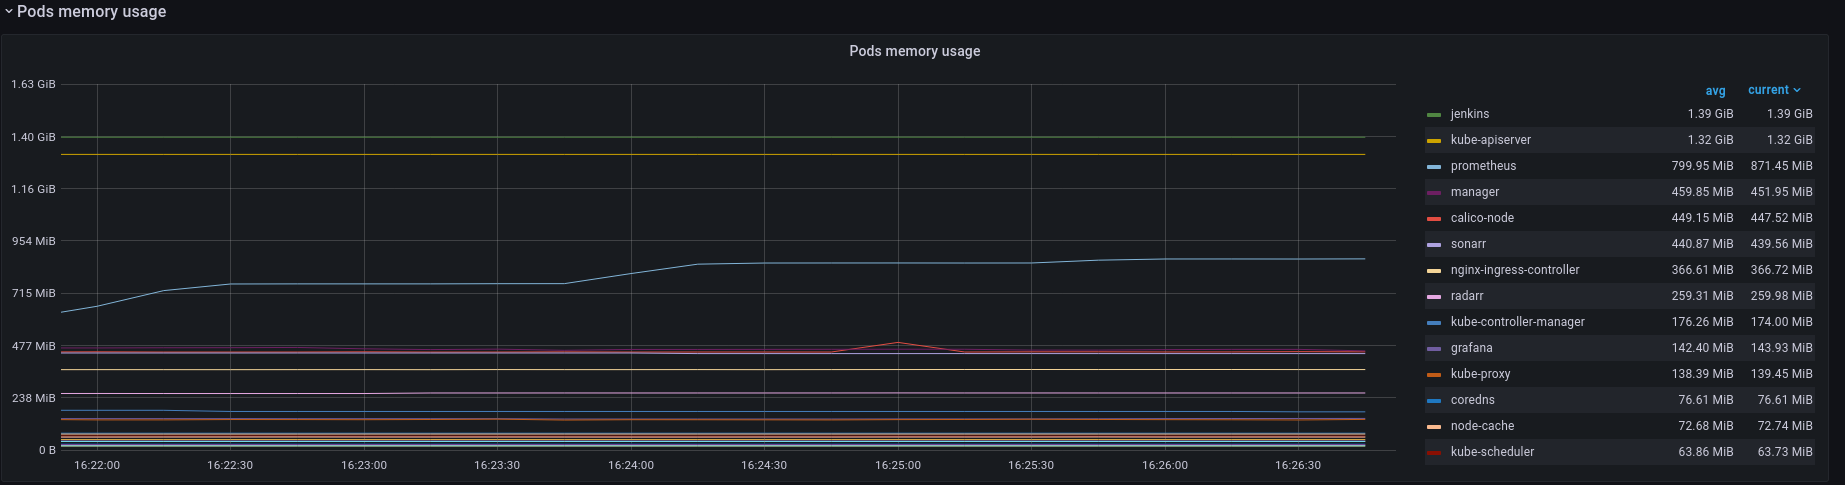 Pods memory usage
Pods memory usage
1.63 GiB
1.40 GiB
1.16 GiB
954 MiB
715 MiB
477 MiB
238 MiB
0 B
16:22:00 16:22:30 16:23:00 16:23:30 16:24:00 16:24:30 16:25:00 16:25:30 16:26:00 16:26:30
avg current
jenkins 1.39 GiB 1.39 GiB
kube-apiserver 1.32 GiB 1.32 GiB
prometheus 799.95 MiB 871.45 MiB
manager 459.85 MiB 451.95 MiB
calico-node 449.15 MiB 447.52 MiB
sonarr 440.87 MiB 439.56 MiB
nginx-ingress-controller 366.61 MiB 366.72 MiB
radarr 259.31 MiB 259.98 MiB
kube-controller-manager 176.26 MiB 174.00 MiB
grafana 142.40 MiB 143.93 MiB
kube-proxy 138.39 MiB 139.45 MiB
coredns 76.61 MiB 76.61 MiB
node-cache 72.68 MiB 72.74 MiB
kube-scheduler 63.86 MiB 63.73 MiB